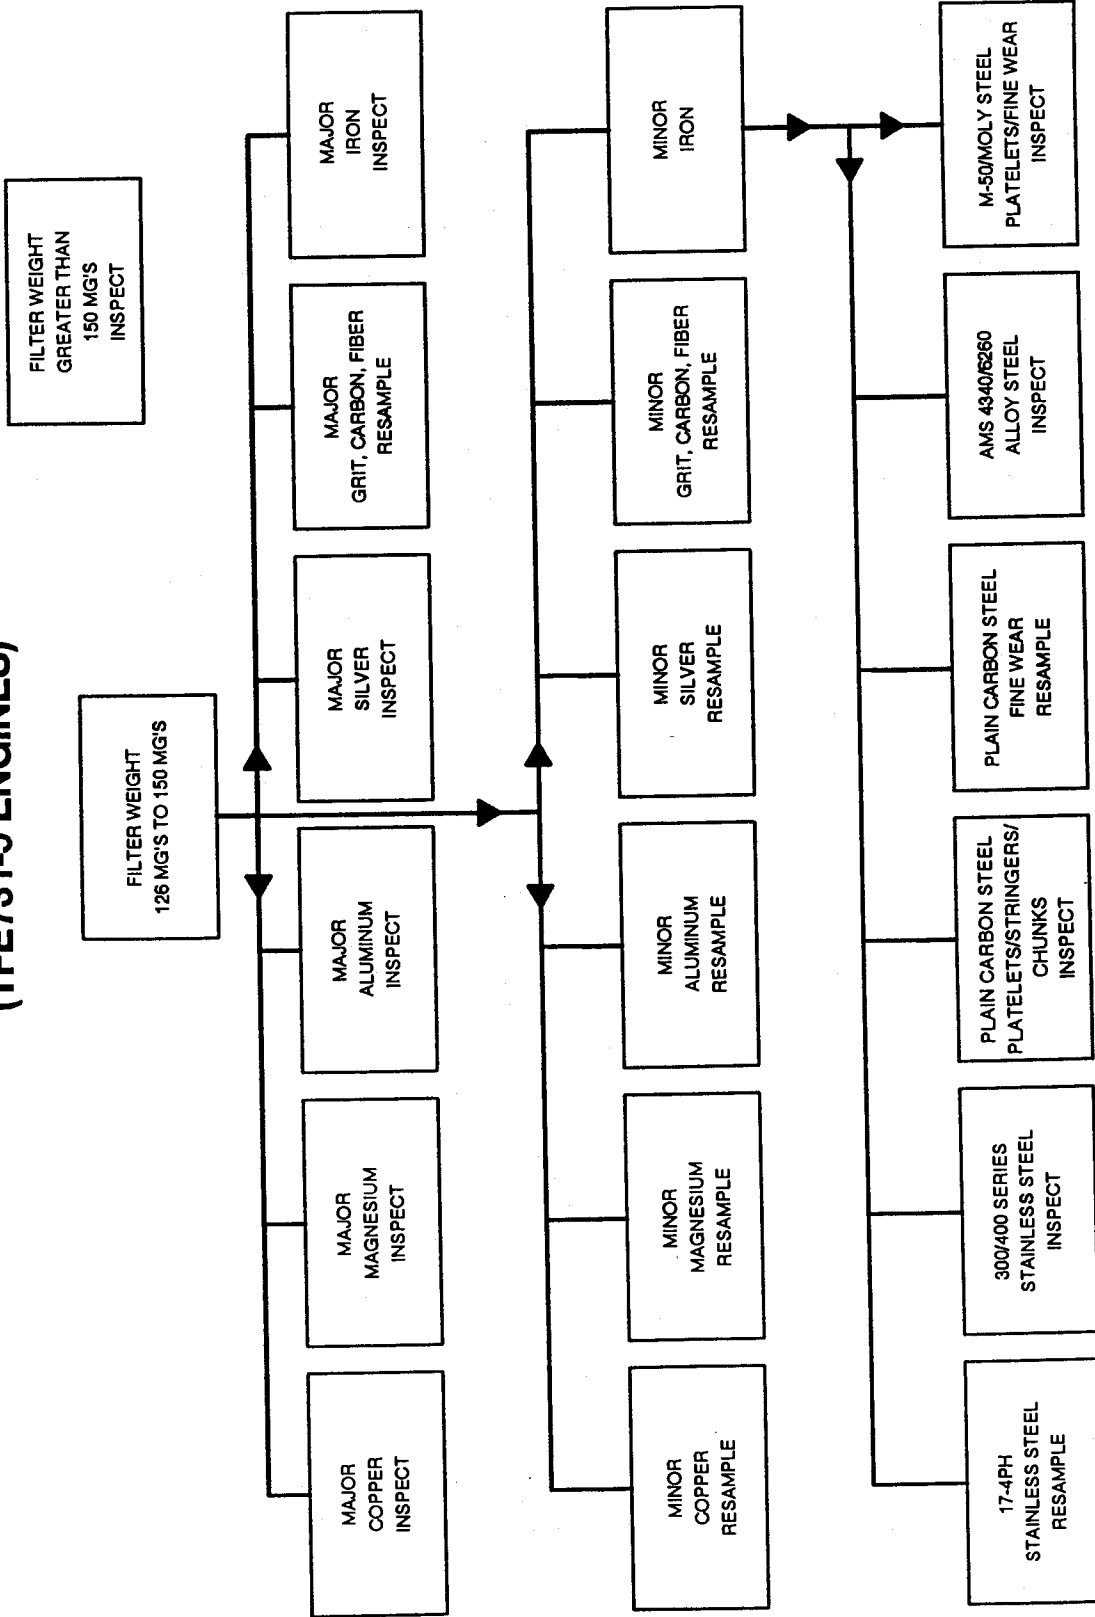 (TFE731-5 ENGINES)
FILTER WEIGHT
GREATER THAN
150 MG'S
INSPECT
FILTER WEIGHT
126 MG'S TO 150 MG'S
MAJOR
COPPER
INSPECT
MAJOR
MAGNESIUM
INSPECT
MAJOR
ALUMINUM
INSPECT
MAJOR
SILVER
INSPECT
MAJOR
GRIT, CARBON, FIBER
RESAMPLE
MAJOR
IRON
INSPECT
MINOR
COPPER
RESAMPLE
MINOR
MAGNESIUM
RESAMPLE
MINOR
ALUMINUM
RESAMPLE
MINOR
SILVER
RESAMPLE
MINOR
GRIT, CARBON, FIBER
RESAMPLE
MINOR
IRON
17-4PH
STAINLESS STEEL
RESAMPLE
300/400 SERIES
STAINLESS STEEL
INSPECT
PLAIN CARBON STEEL
PLATELETS/STRINGERS/
CHUNKS
INSPECT
PLAIN CARBON STEEL
FINE WEAR
RESAMPLE
AMS 4340/6260
ALLOY STEEL
INSPECT
M-50/MOLY STEEL
PLATELETS/FINE WEAR
INSPECT